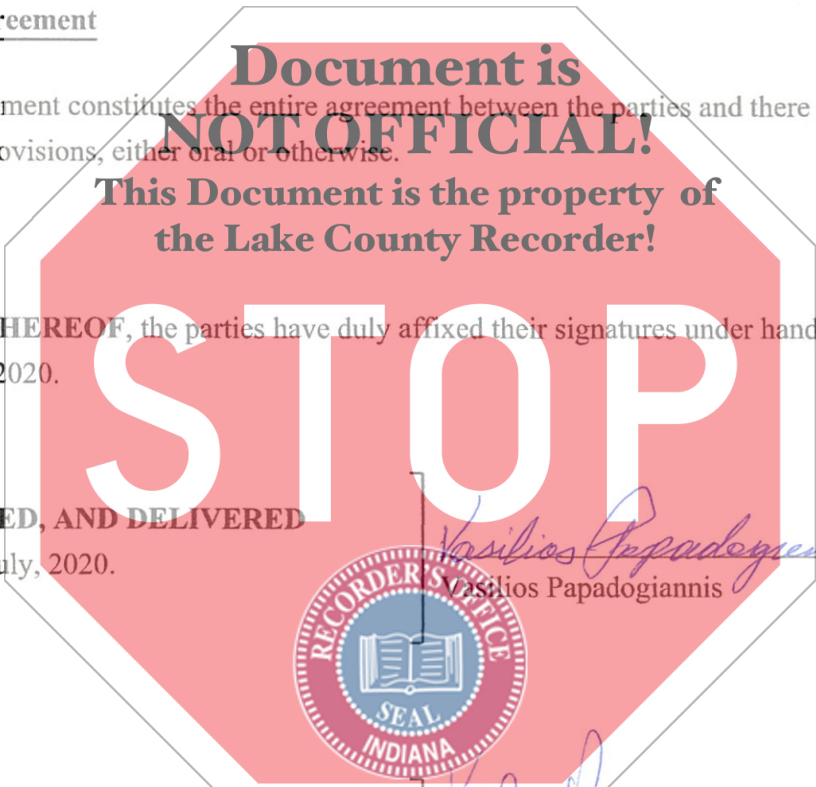 reement
Document is
ment constitutes the entire agreement between the parties and there
NOT OFFICIAL!
ovisions, either oral or otherwise.
This Document is the property of
the Lake County Recorder!
HEREOF, the parties have duly affixed their signatures under hand
2020.
STOP
ED, AND DELIVERED
uly, 2020.
Vasilios
Vasilios Papadogiannis
RECORDER'S OFFICE
SEAL
INDIANA